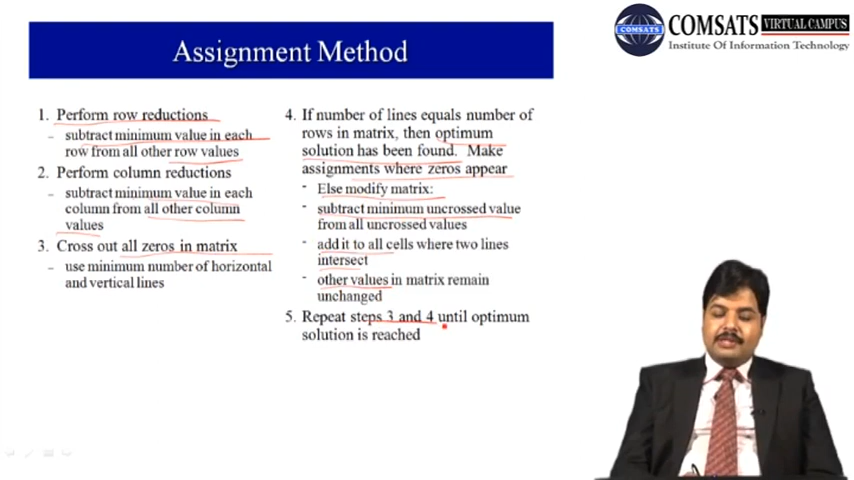 Assignment Method
COMSATS
COMSATS VIRTUAL CAMPUS
Institute Of Information Technology
1. Perform row reductions
- subtract minimum value in each
row from all other row values
2. Perform column reductions
- subtract minimum value in each
column from all other column
values
3. Cross out all zeros in matrix
- use minimum number of horizontal
and vertical lines
4. If number of lines equals number of
rows in matrix, then optimum
solution has been found. Make
assignments where zeros appear
- Else modify matrix:
- subtract minimum uncrossed value
from all uncrossed values
- add it to all cells where two lines
intersect
- other values in matrix remain
unchanged
5. Repeat steps 3 and 4 until optimum
solution is reached